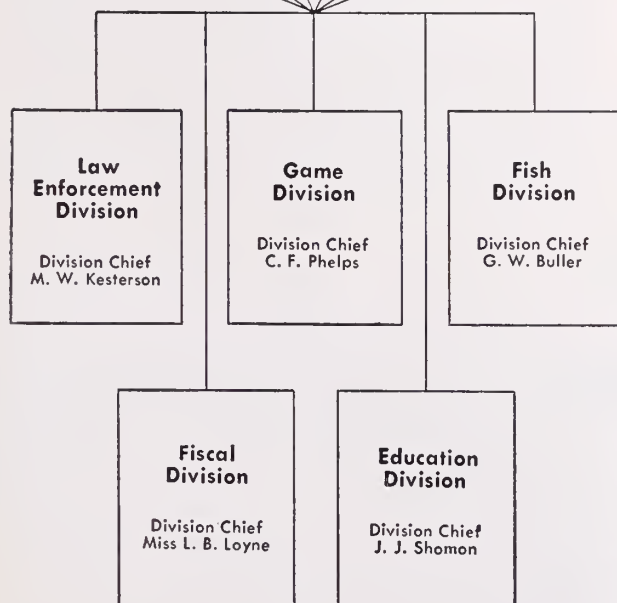 Law
Enforcement
Division
Division Chief
M. W. Kesterson
Game
Division
Division Chief
C. F. Phelps
Fish
Division
Division Chief
G. W. Buller
Fiscal
Division
Division Chief
Miss L. B. Loyne
Education
Division
Division Chief
J. J. Shomon